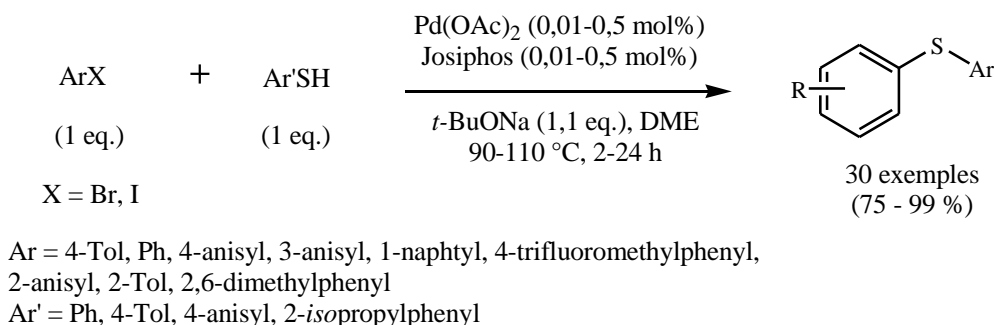 Pd(OAc)2 (0,01-0,5 mol%)
Josiphos (0,01-0,5 mol%)
ArX + Ar'SH
(1 eq.) (1 eq.)
t-BuONa (1,1 eq.), DME
90-110 °C, 2-24 h
X = Br, I
R S Ar
30 exemples
(75 - 99 %)
Ar = 4-Tol, Ph, 4-anisyl, 3-anisyl, 1-naphtyl, 4-trifluoromethylphenyl,
2-anisyl, 2-Tol, 2,6-dimethylphenyl
Ar' = Ph, 4-Tol, 4-anisyl, 2-isopropylphenyl